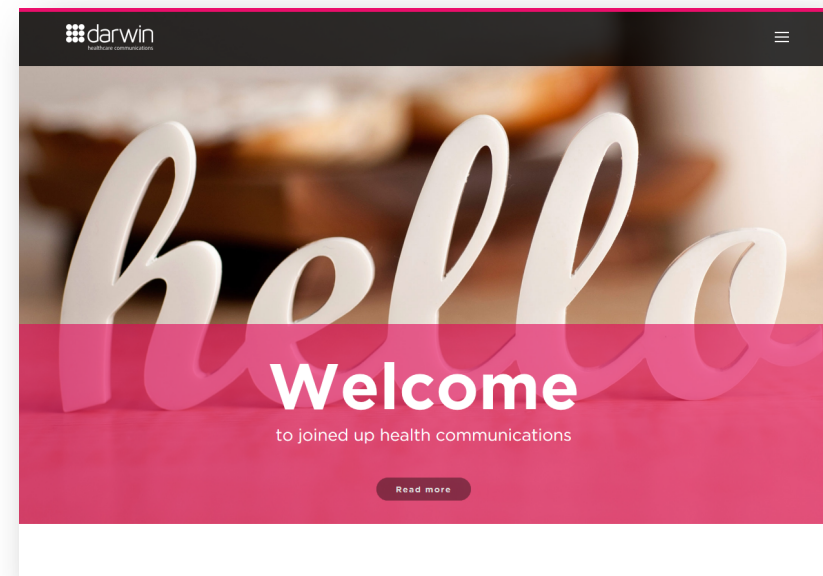 darwin
healthcare communications
hello
Welcome
to joined up health communications
Read more